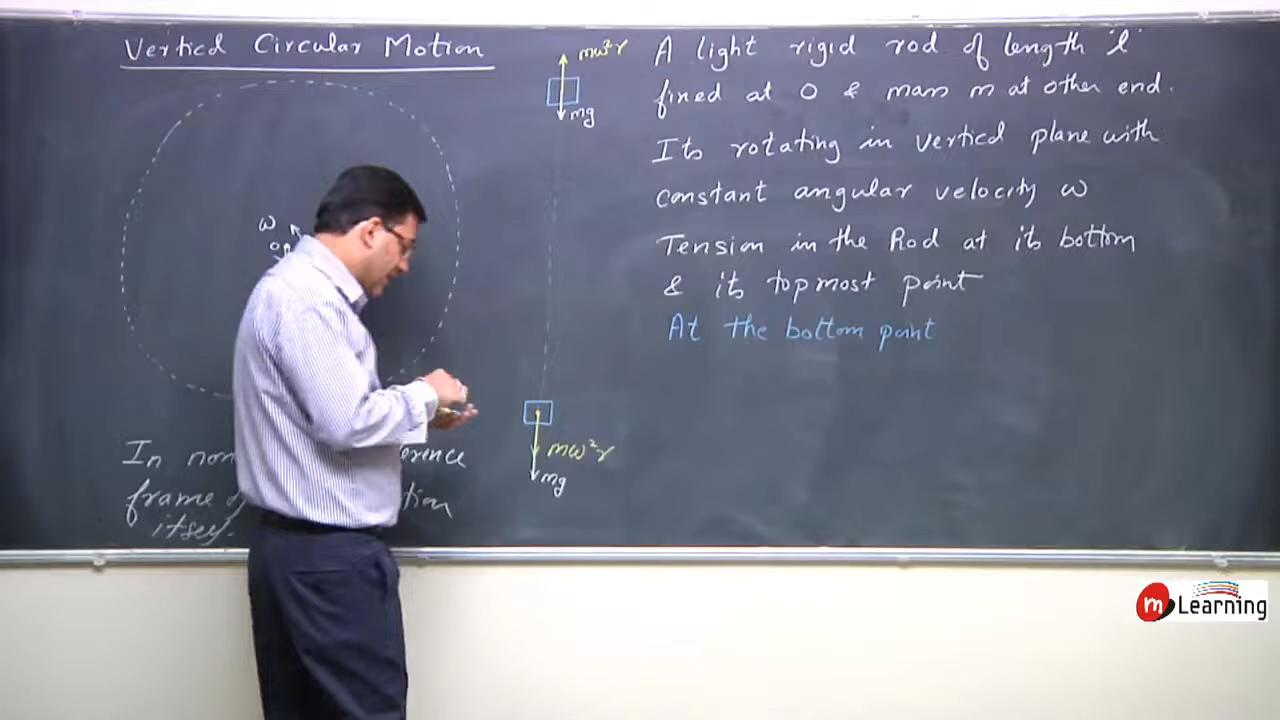 Vertical Circular Motion
mω²r
mg
ω
o
mω²r
mg
In non
erence
frame of
tion
itself.
A light rigid rod of length 'l'
fixed at O & mass m at other end.
Its rotating in vertical plane with
constant angular velocity ω
Tension in the Rod at its bottom
& its topmost point
At the bottom point
m Learning